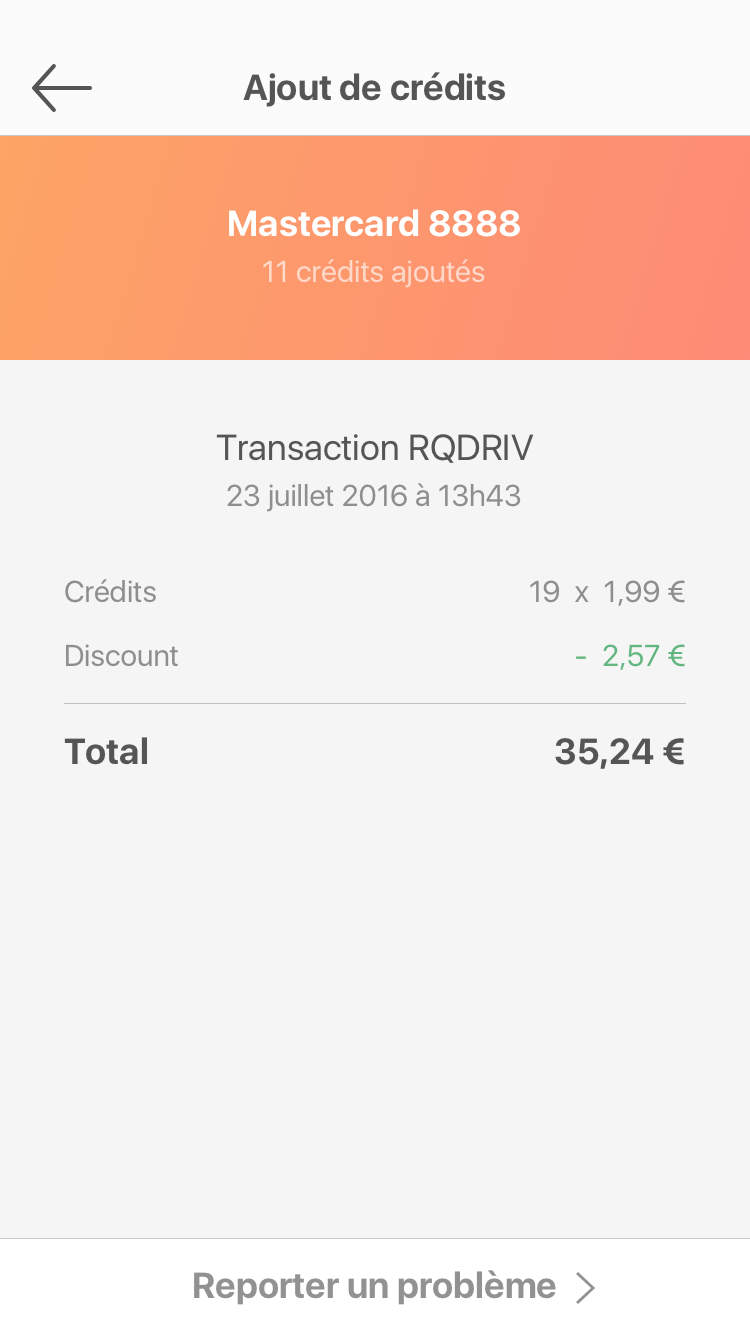 Ajout de crédits
Mastercard 8888
11 crédits ajoutés
Transaction RQDRIV
23 juillet 2016 à 13h43
Crédits 19 x 1,99 €
Discount - 2,57 €
Total 35,24 €
Reporter un problème